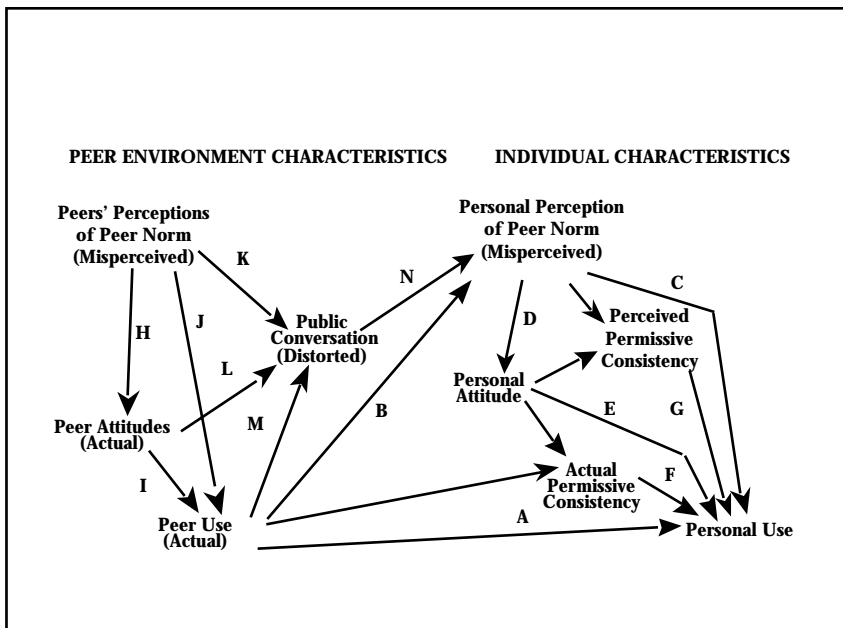 PEER ENVIRONMENT CHARACTERISTICS
INDIVIDUAL CHARACTERISTICS
Peers' Perceptions
of Peer Norm
(Misperceived)
K
H
J
Public
Conversation
(Distorted)
L
Peer Attitudes
(Actual)
M
I
Peer Use
(Actual)
N
B
A
Personal Perception
of Peer Norm
(Misperceived)
C
D
Perceived
Permissive
Consistency
Personal
Attitude
E
G
Actual
Permissive
Consistency
F
Personal Use